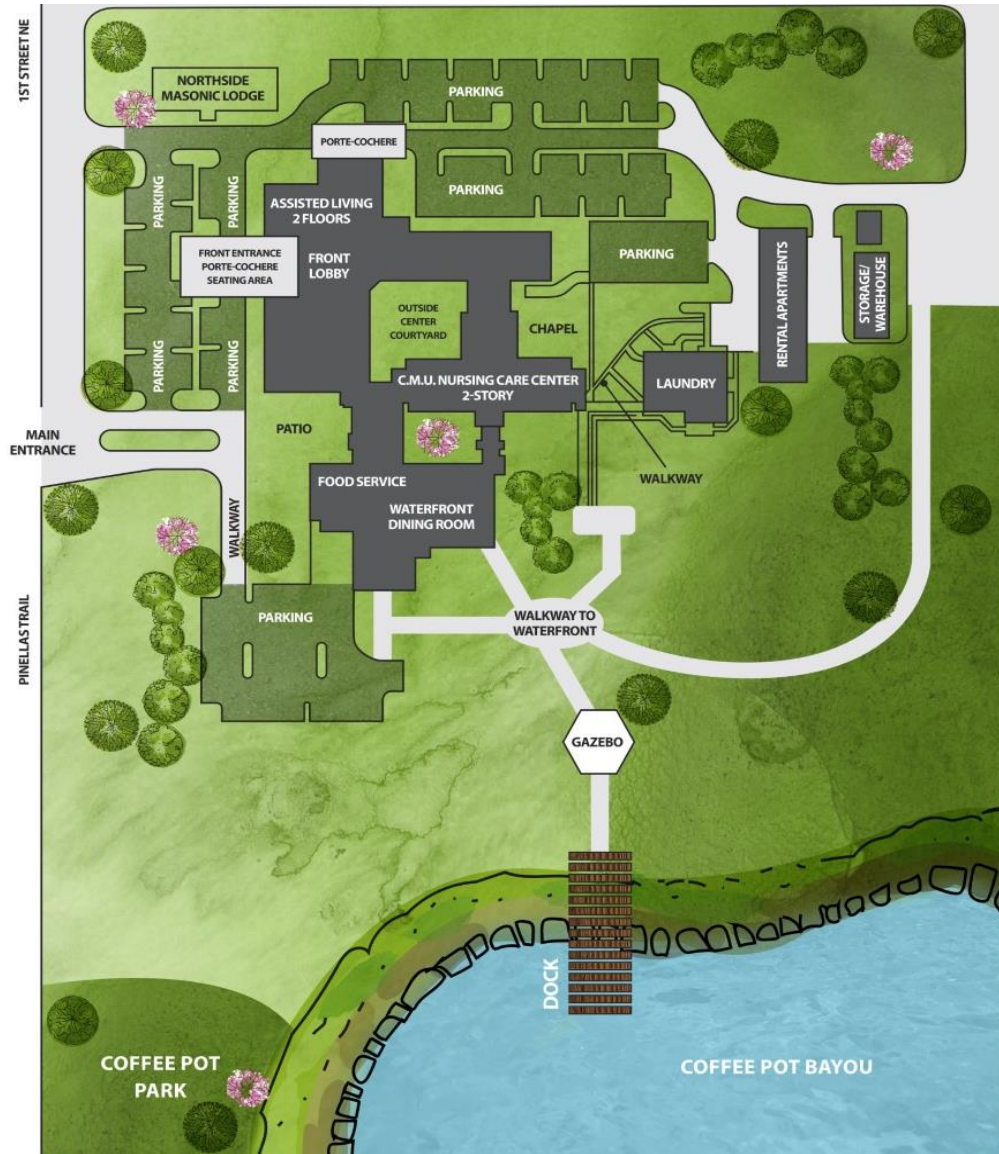 1ST STREET NE
NORTHSIDE
MASONIC LODGE
PARKING
PORTE-COCHERE
PARKING
PARKING
PARKING
ASSISTED LIVING
2 FLOORS
FRONT ENTRANCE
PORTE-COCHERE
SEATING AREA
FRONT
LOBBY
PARKING
OUTSIDE
CENTER
COURTYARD
CHAPEL
RENTAL APARTMENTS
STORAGE/
WAREHOUSE
PARKING
PARKING
C.M.U. NURSING CARE CENTER
2-STORY
LAUNDRY
MAIN
ENTRANCE
PATIO
WALKWAY
FOOD SERVICE
WATERFRONT
DINING ROOM
WALKWAY
PINELLAS TRAIL
PARKING
WALKWAY TO
WATERFRONT
GAZEBO
DOCK
COFFEE POT
PARK
COFFEE POT BAYOU